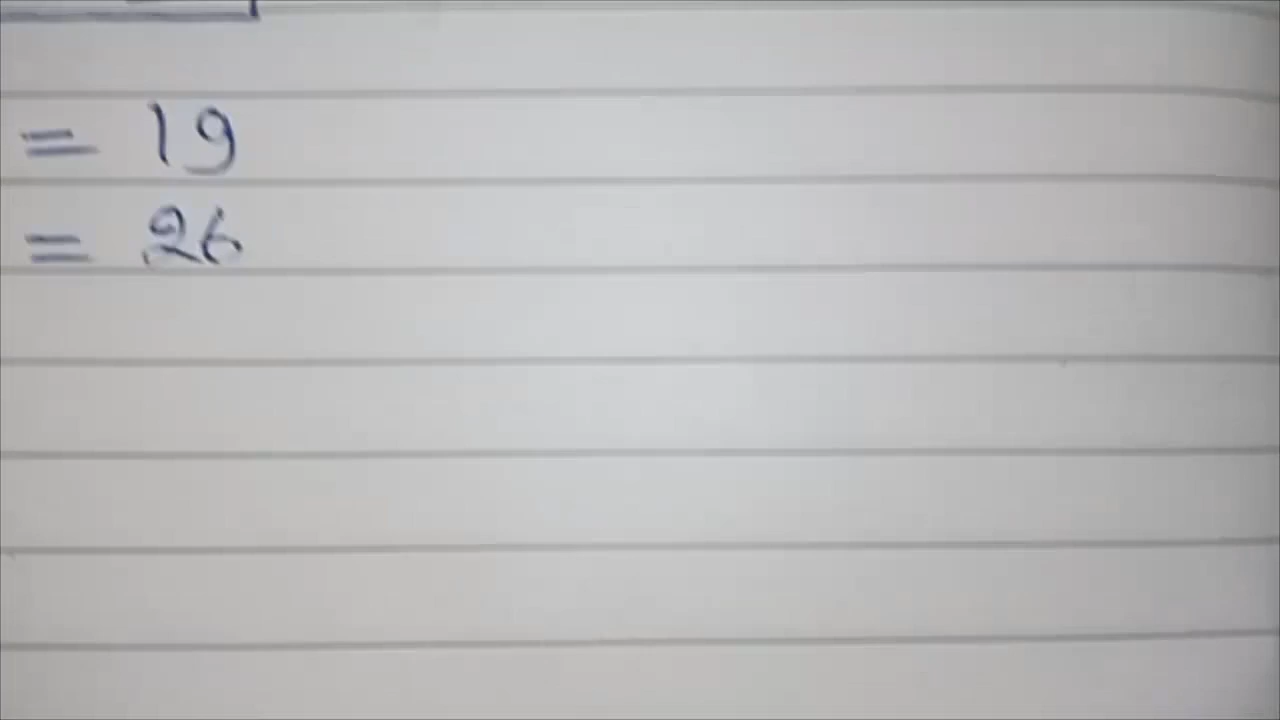 = 19
= 26